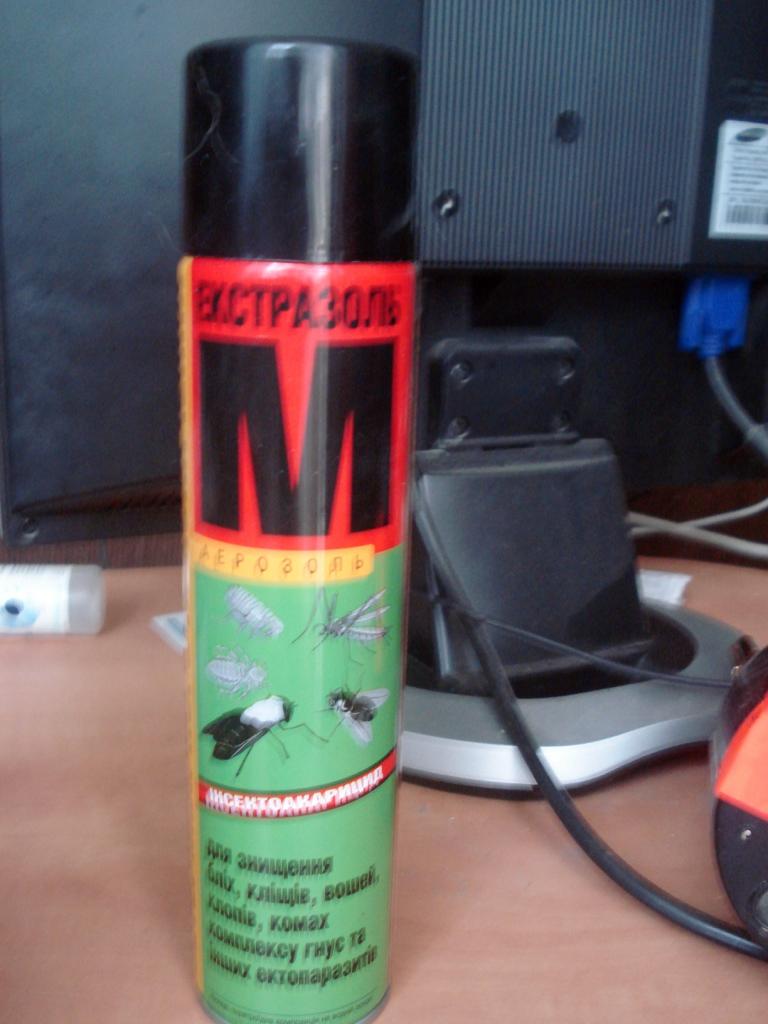 ЕКСТРАЗОЛЬ
М
АЕРОЗОЛЬ
ІНСЕКТОАКАРИЦИД
для знищення
бліх, кліщів, вошей,
клопів, комах
комплексу гнус та
інших ектопаразитів